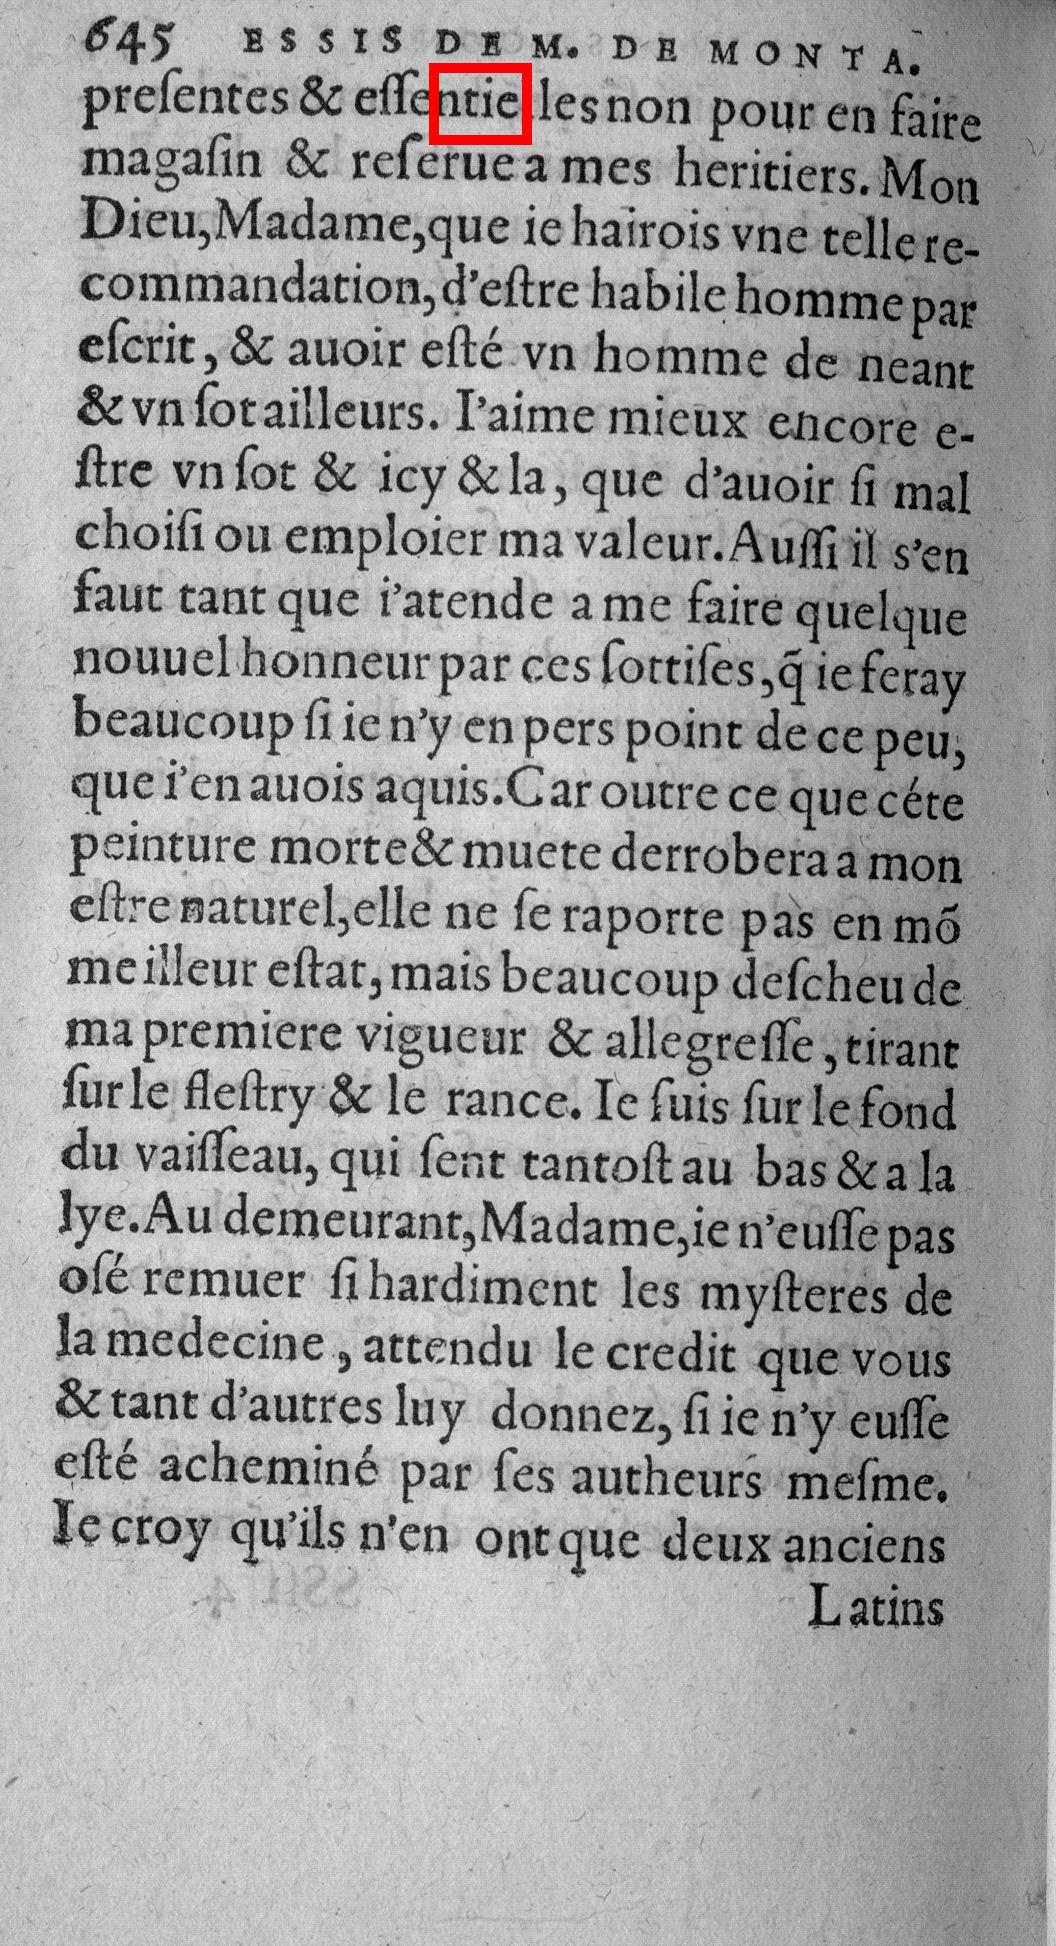 645 ESSIS DE M. DE MONTA.
preſentes & eſſentielles non pour en faire
magaſin & reſerue a mes heritiers. Mon
Dieu, Madame, que ie hairois vne telle re-
commandation, d'eſtre habile homme par
eſcrit, & auoir eſté vn homme de neant
& vn ſot ailleurs. I'aime mieux encore e-
ſtre vn ſot & icy & la, que d'auoir ſi mal
choiſi ou emploier ma valeur. Auſſi il s'en
faut tant que i'atende a me faire quelque
nouuel honneur par ces ſottiſes, q̃ ie feray
beaucoup ſi ie n'y en pers point de ce peu,
que i'en auois aquis. Car outre ce que céte
peinture morte & muete derrobera a mon
eſtre naturel, elle ne ſe raporte pas en mõ
meilleur eſtat, mais beaucoup deſcheu de
ma premiere vigueur & allegreſſe, tirant
ſur le fleſtry & le rance. Ie ſuis ſur le fond
du vaiſſeau, qui ſent tantoſt au bas & a la
lye. Au demeurant, Madame, ie n'euſſe pas
oſé remuer ſi hardiment les myſteres de
la medecine, attendu le credit que vous
& tant d'autres luy donnez, ſi ie n'y euſſe
eſté acheminé par ſes autheurs meſme.
Ie croy qu'ils n'en ont que deux anciens
Latins